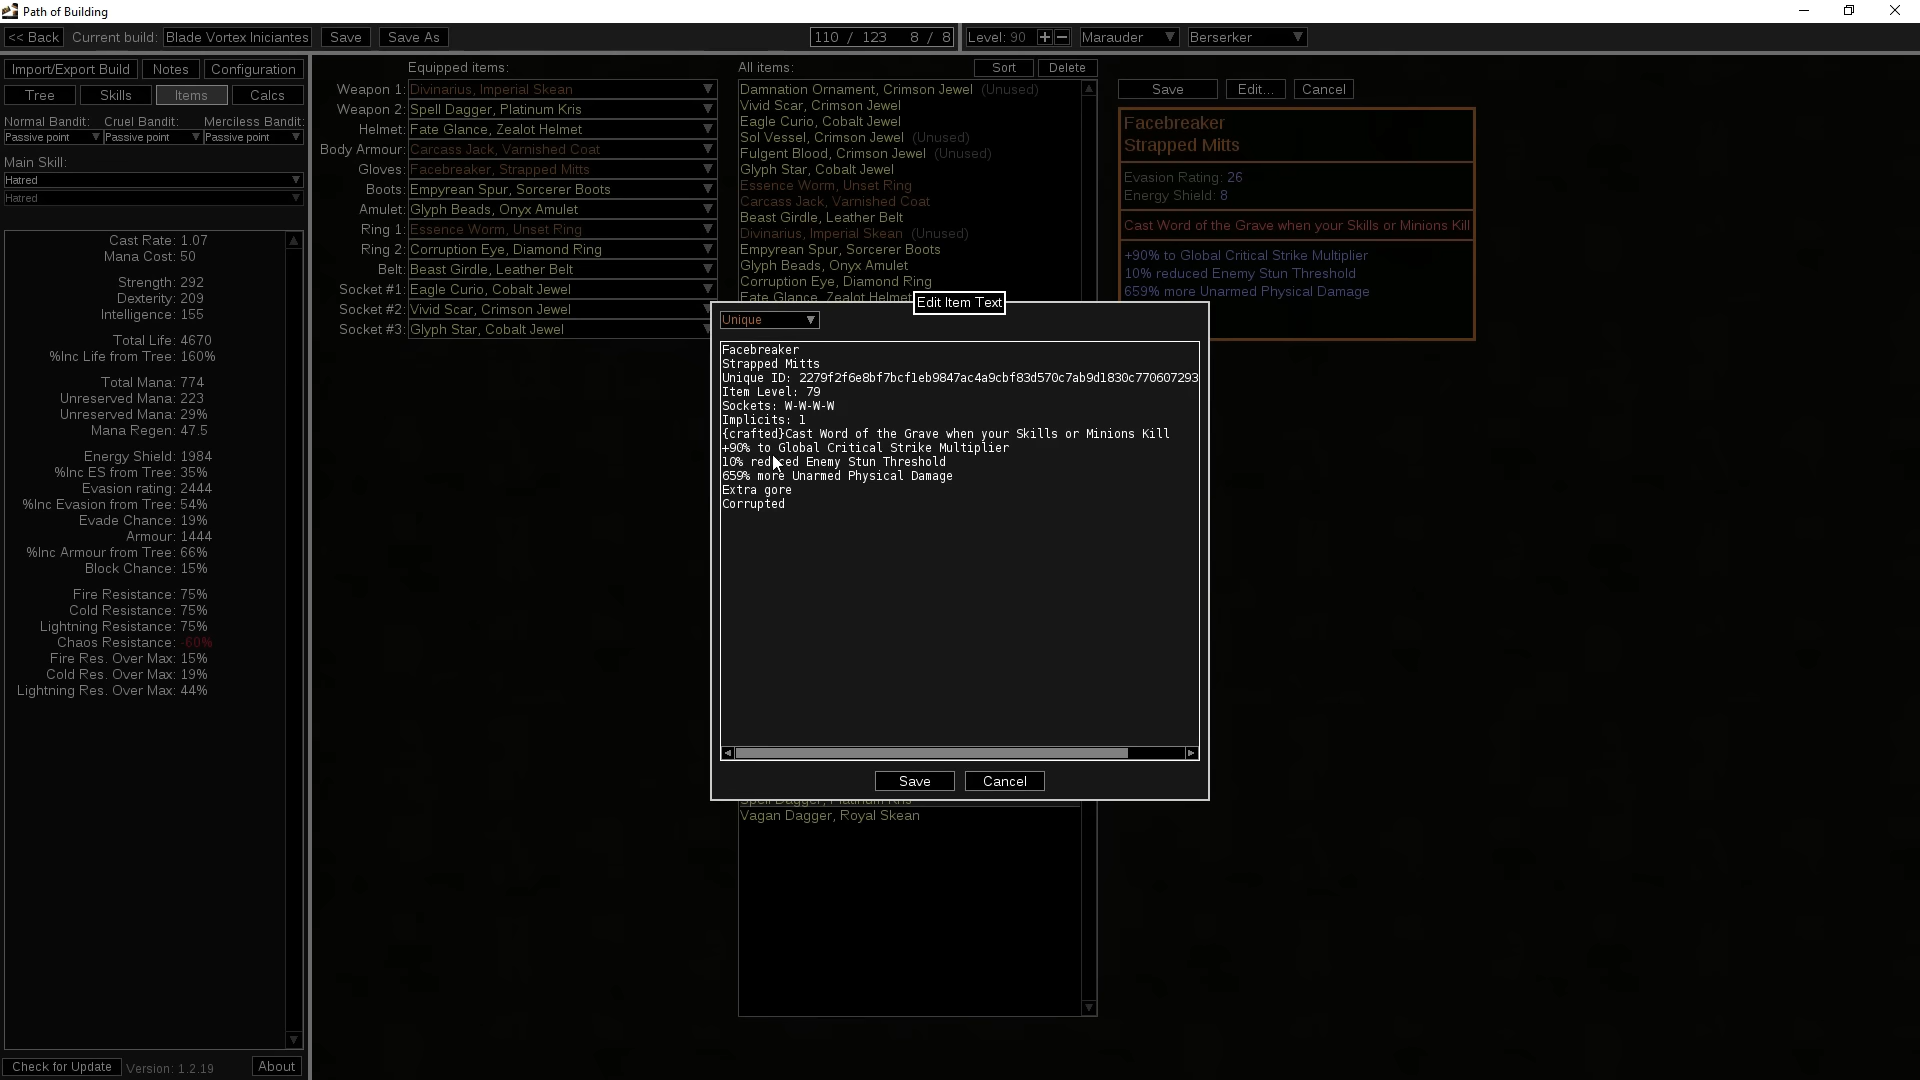 Path of Building
<< Back Current build: Blade Vortex Iniciantes Save Save As 110 / 123 8 / 8 Level: 90 Marauder Berserker
Import/Export Build Notes Configuration
Tree Skills Items Calcs
Normal Bandit: Cruel Bandit: Merciless Bandit:
Passive point Passive point Passive point
Main Skill:
Hatred
Hatred
Cast Rate: 1.07
Mana Cost: 50
Strength: 292
Dexterity: 209
Intelligence: 155
Total Life: 4670
%Inc Life from Tree: 160%
Total Mana: 774
Unreserved Mana: 223
Unreserved Mana: 29%
Mana Regen: 47.5
Energy Shield: 1984
%Inc ES from Tree: 35%
Evasion rating: 2444
%Inc Evasion from Tree: 54%
Evade Chance: 19%
Armour: 1444
%Inc Armour from Tree: 66%
Block Chance: 15%
Fire Resistance: 75%
Cold Resistance: 75%
Lightning Resistance: 75%
Chaos Resistance: -60%
Fire Res. Over Max: 15%
Cold Res. Over Max: 19%
Lightning Res. Over Max: 44%
Check for Update Version: 1.2.19 About
Equipped items:
Weapon 1: Divinarius, Imperial Skean
Weapon 2: Spell Dagger, Platinum Kris
Helmet: Fate Glance, Zealot Helmet
Body Armour: Carcass Jack, Varnished Coat
Gloves: Facebreaker, Strapped Mitts
Boots: Empyrean Spur, Sorcerer Boots
Amulet: Glyph Beads, Onyx Amulet
Ring 1: Essence Worm, Unset Ring
Ring 2: Corruption Eye, Diamond Ring
Belt: Beast Girdle, Leather Belt
Socket #1: Eagle Curio, Cobalt Jewel
Socket #2: Vivid Scar, Crimson Jewel
Socket #3: Glyph Star, Cobalt Jewel
All items: Sort Delete
Damnation Ornament, Crimson Jewel (Unused)
Vivid Scar, Crimson Jewel
Eagle Curio, Cobalt Jewel
Sol Vessel, Crimson Jewel (Unused)
Fulgent Blood, Crimson Jewel (Unused)
Glyph Star, Cobalt Jewel
Essence Worm, Unset Ring
Carcass Jack, Varnished Coat
Beast Girdle, Leather Belt
Divinarius, Imperial Skean (Unused)
Empyrean Spur, Sorcerer Boots
Glyph Beads, Onyx Amulet
Corruption Eye, Diamond Ring
Fate Glance, Zealot Helmet
Spell Dagger, Platinum Kris
Vagan Dagger, Royal Skean
Save Edit... Cancel
Facebreaker
Strapped Mitts
Evasion Rating: 26
Energy Shield: 8
Cast Word of the Grave when your Skills or Minions Kill
+90% to Global Critical Strike Multiplier
10% reduced Enemy Stun Threshold
659% more Unarmed Physical Damage
Edit Item Text
Unique
Facebreaker
Strapped Mitts
Unique ID: 2279f2f6e8bf7bcf1eb9847ac4a9cbf83d570c7ab9d1830c770607293
Item Level: 79
Sockets: W-W-W-W
Implicits: 1
{crafted}Cast Word of the Grave when your Skills or Minions Kill
+90% to Global Critical Strike Multiplier
10% reduced Enemy Stun Threshold
659% more Unarmed Physical Damage
Extra gore
Corrupted
Save Cancel